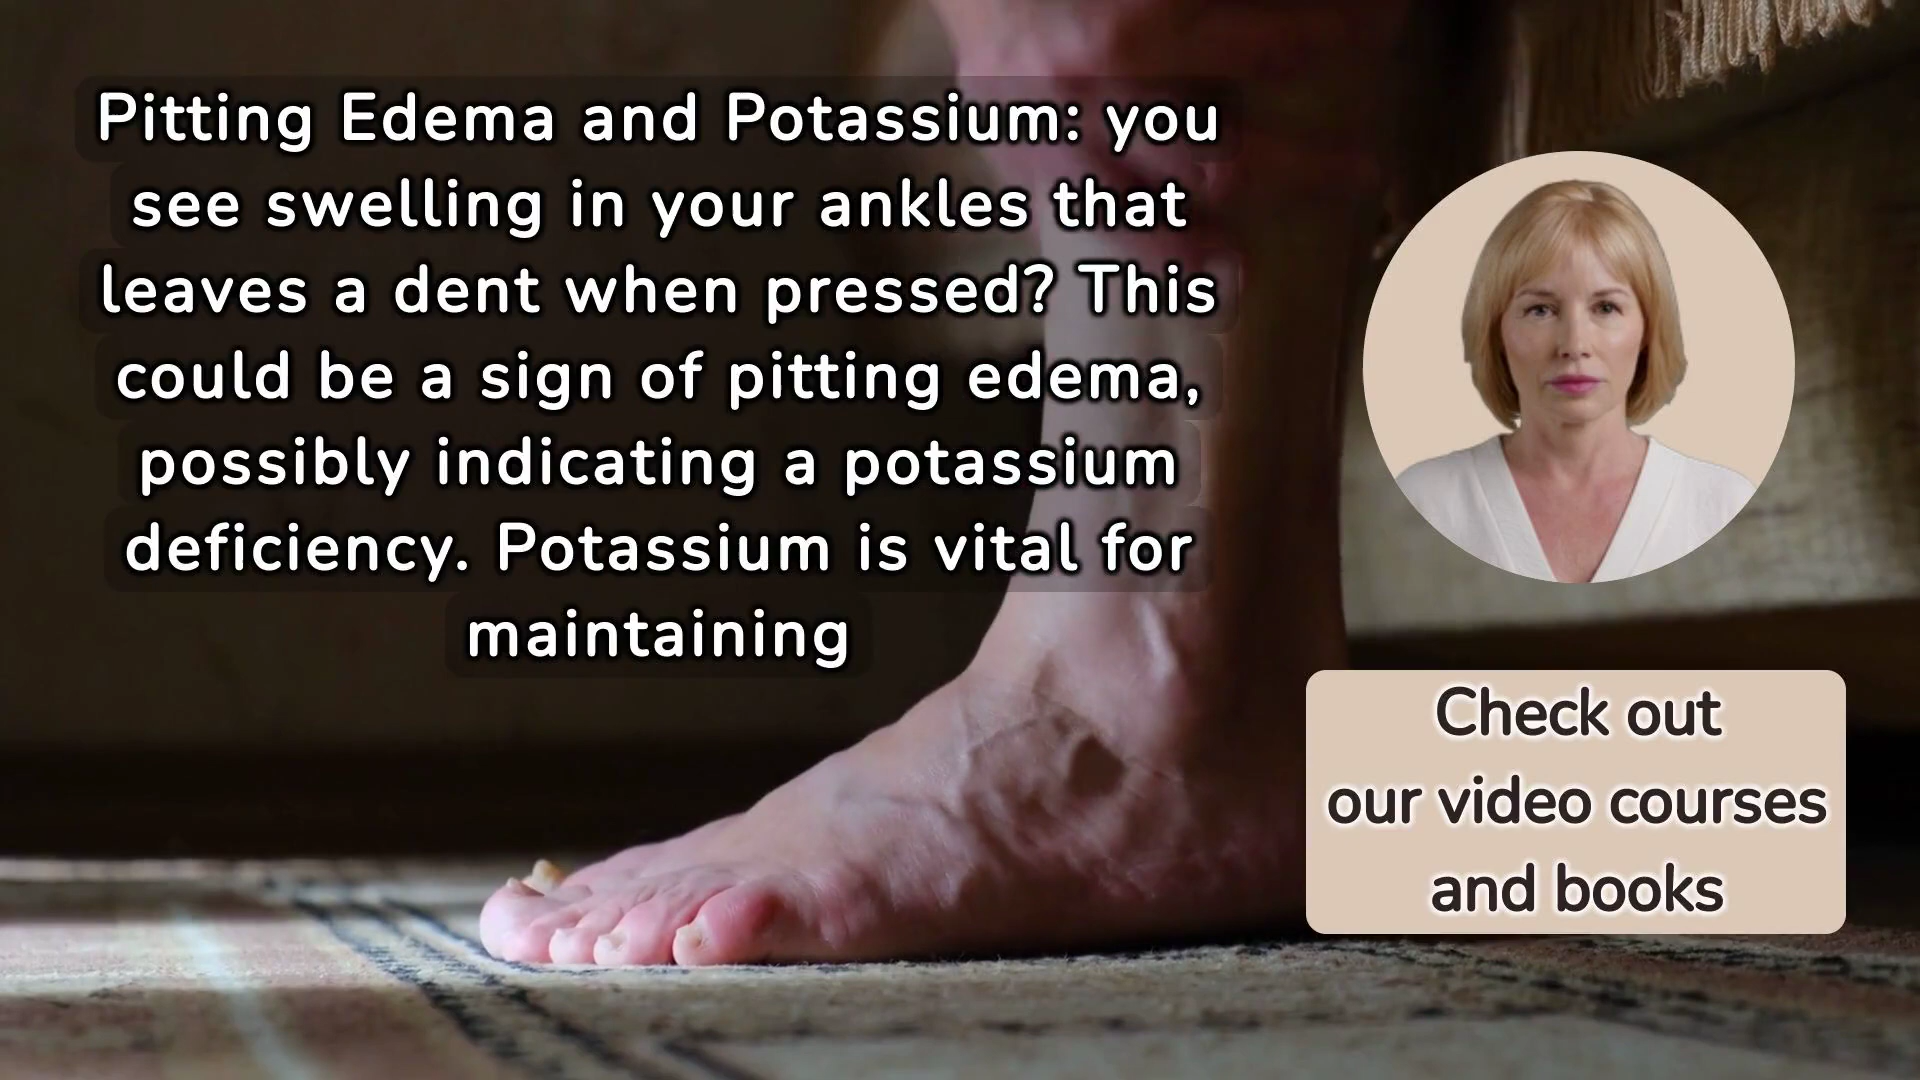 Pitting Edema and Potassium: you
see swelling in your ankles that
leaves a dent when pressed? This
could be a sign of pitting edema,
possibly indicating a potassium
deficiency. Potassium is vital for
maintaining
Check out
our video courses
and books